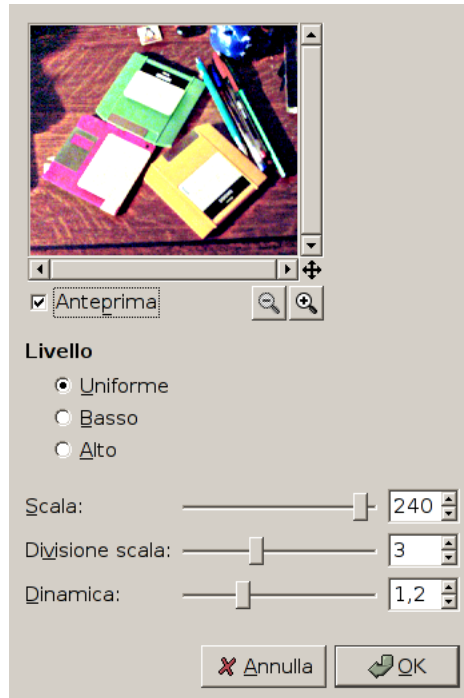 Anteprima
Livello
Uniforme
Basso
Alto
Scala: 240
Divisione scala: 3
Dinamica: 1,2
Annulla OK